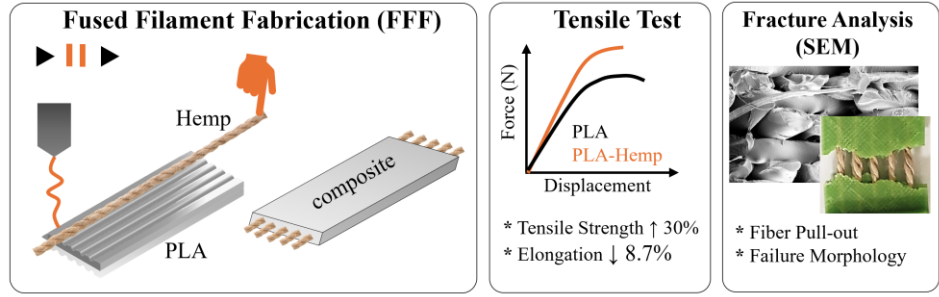 Fused Filament Fabrication (FFF)
Hemp
PLA
composite
Tensile Test
Force (N)
PLA
PLA-Hemp
Displacement
* Tensile Strength ↑ 30%
* Elongation ↓ 8.7%
Fracture Analysis
(SEM)
* Fiber Pull-out
* Failure Morphology